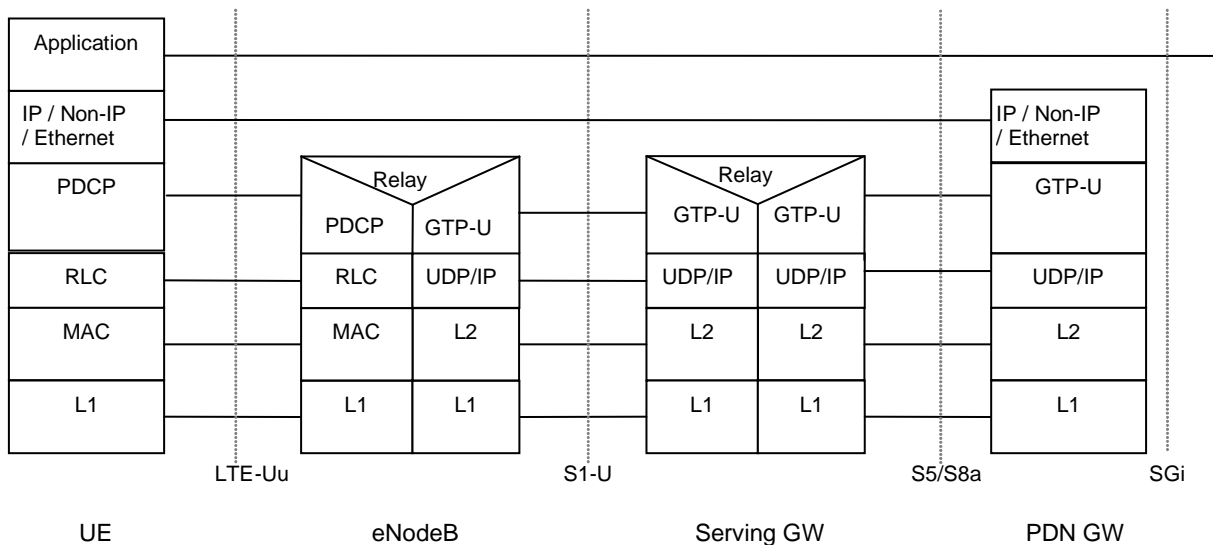 Application
IP / Non-IP
/ Ethernet
IP / Non-IP
/ Ethernet
PDCP
Relay
Relay
GTP-U
PDCP
GTP-U
GTP-U
GTP-U
RLC
RLC
UDP/IP
UDP/IP
UDP/IP
UDP/IP
MAC
MAC
L2
L2
L2
L2
L1
L1
L1
L1
L1
L1
LTE-Uu
S1-U
S5/S8a
SGi
UE
eNodeB
Serving GW
PDN GW